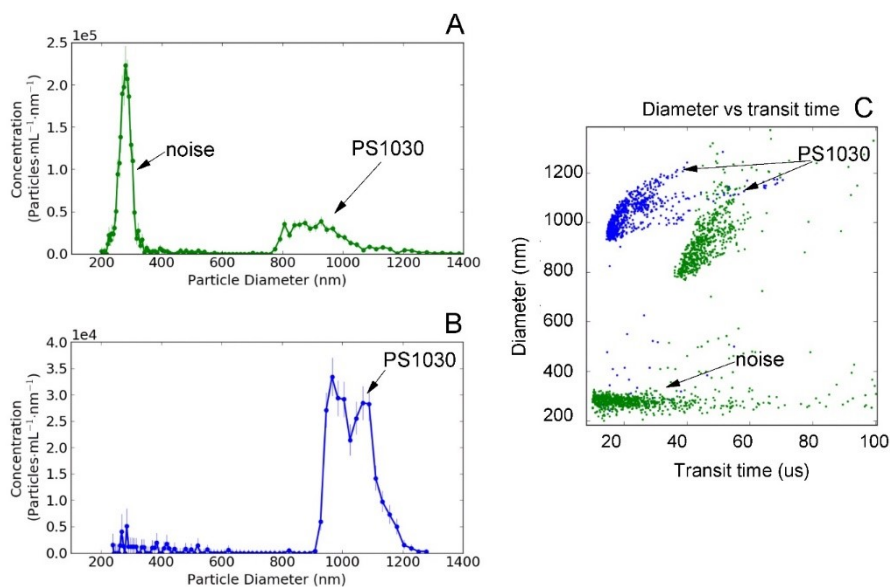 A
1e5
2.5
2.0
1.5
1.0
0.5
0.0
200 400 600 800 1000 1200 1400
Particle Diameter (nm)
Concentration
(Particles·mL⁻¹·nm⁻¹)
noise
PS1030
B
1e4
4.0
3.5
3.0
2.5
2.0
1.5
1.0
0.5
0.0
200 400 600 800 1000 1200 1400
Particle Diameter (nm)
Concentration
(Particles·mL⁻¹·nm⁻¹)
PS1030
C
Diameter vs transit time
PS1030
1200
1000
800
600
400
200
noise
20 40 60 80 100
Transit time (us)
Diameter (nm)